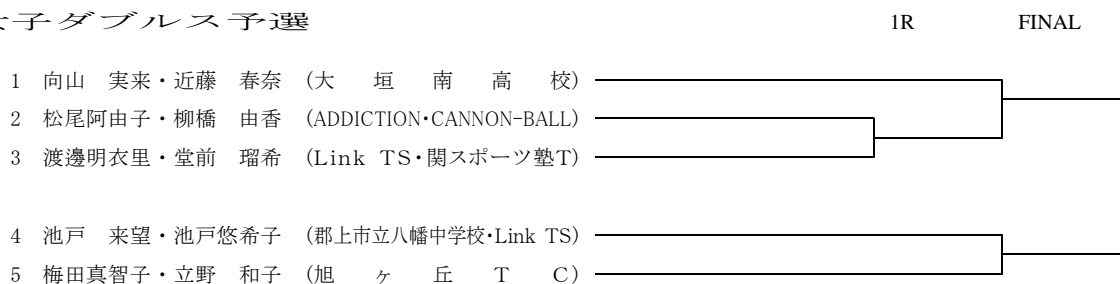 子ダブルス予選 1R FINAL
1 向山 実来・近藤 春奈 (大垣南高校)
2 松尾阿由子・柳橋 由香 (ADDICTION・CANNON-BALL)
3 渡邊明衣里・堂前 瑠希 (Link TS・関スポーツ塾T)
4 池戸 来望・池戸悠希子 (郡上市立八幡中学校・Link TS)
5 梅田真智子・立野 和子 (旭ヶ丘TC)